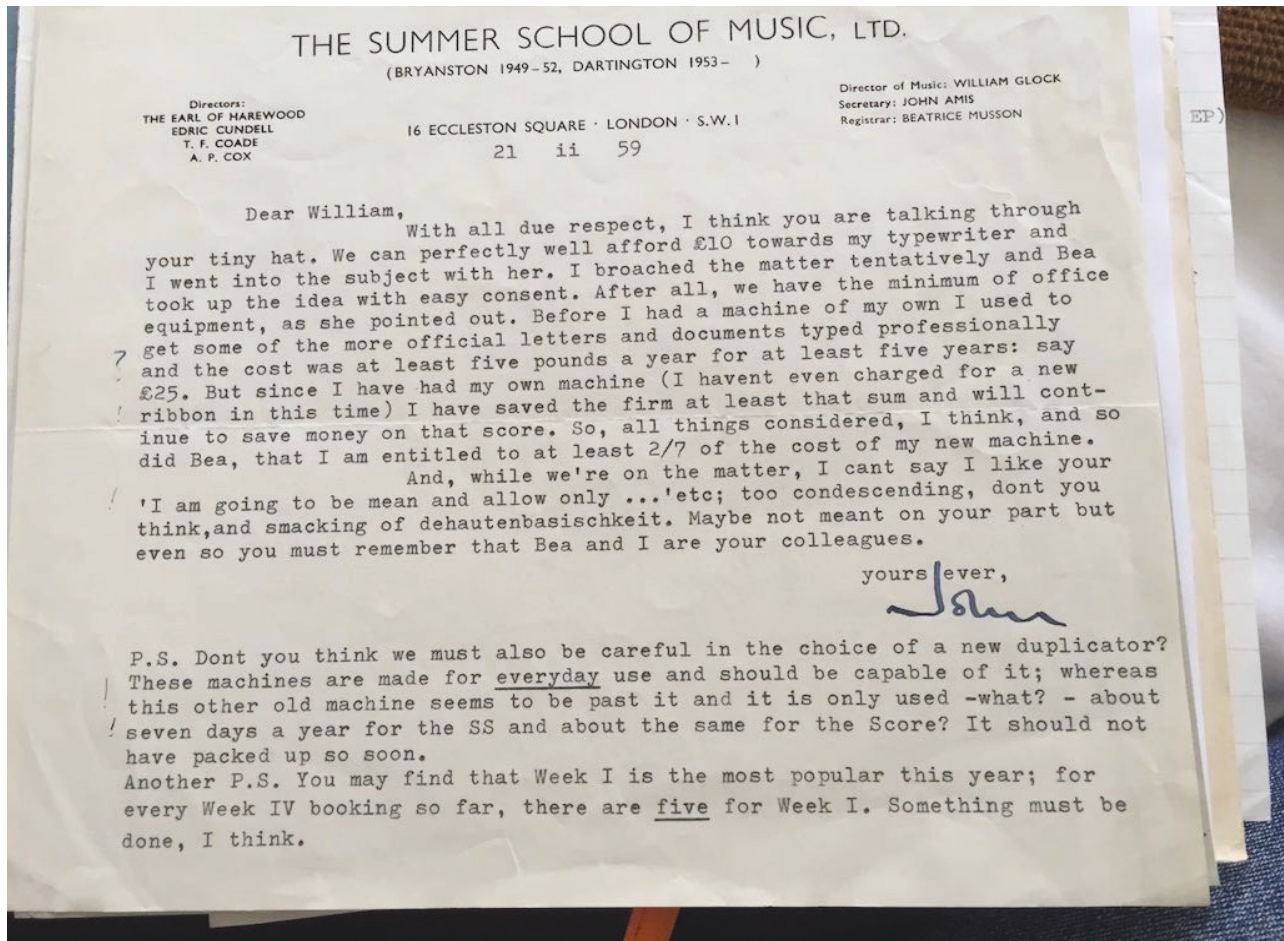 THE SUMMER SCHOOL OF MUSIC, LTD.
(BRYANSTON 1949–52, DARTINGTON 1953– )
Directors:
THE EARL OF HAREWOOD
EDRIC CUNDELL
T. F. COADE
A. P. COX
16 ECCLESTON SQUARE · LONDON · S.W.1
21 ii 59
Director of Music: WILLIAM GLOCK
Secretary: JOHN AMIS
Registrar: BEATRICE MUSSON
EP)
Dear William,
With all due respect, I think you are talking through
your tiny hat. We can perfectly well afford £10 towards my typewriter and
I went into the subject with her. I broached the matter tentatively and Bea
took up the idea with easy consent. After all, we have the minimum of office
equipment, as she pointed out. Before I had a machine of my own I used to
get some of the more official letters and documents typed professionally
? and the cost was at least five pounds a year for at least five years: say
£25. But since I have had my own machine (I havent even charged for a new
! ribbon in this time) I have saved the firm at least that sum and will cont-
inue to save money on that score. So, all things considered, I think, and so
did Bea, that I am entitled to at least 2/7 of the cost of my new machine.
And, while we're on the matter, I cant say I like your
! 'I am going to be mean and allow only ...'etc; too condescending, dont you
think,and smacking of dehautenbasischkeit. Maybe not meant on your part but
even so you must remember that Bea and I are your colleagues.
yours ever,
John
P.S. Dont you think we must also be careful in the choice of a new duplicator?
! These machines are made for everyday use and should be capable of it; whereas
this other old machine seems to be past it and it is only used -what? - about
! seven days a year for the SS and about the same for the Score? It should not
have packed up so soon.
Another P.S. You may find that Week I is the most popular this year; for
every Week IV booking so far, there are five for Week I. Something must be
done, I think.